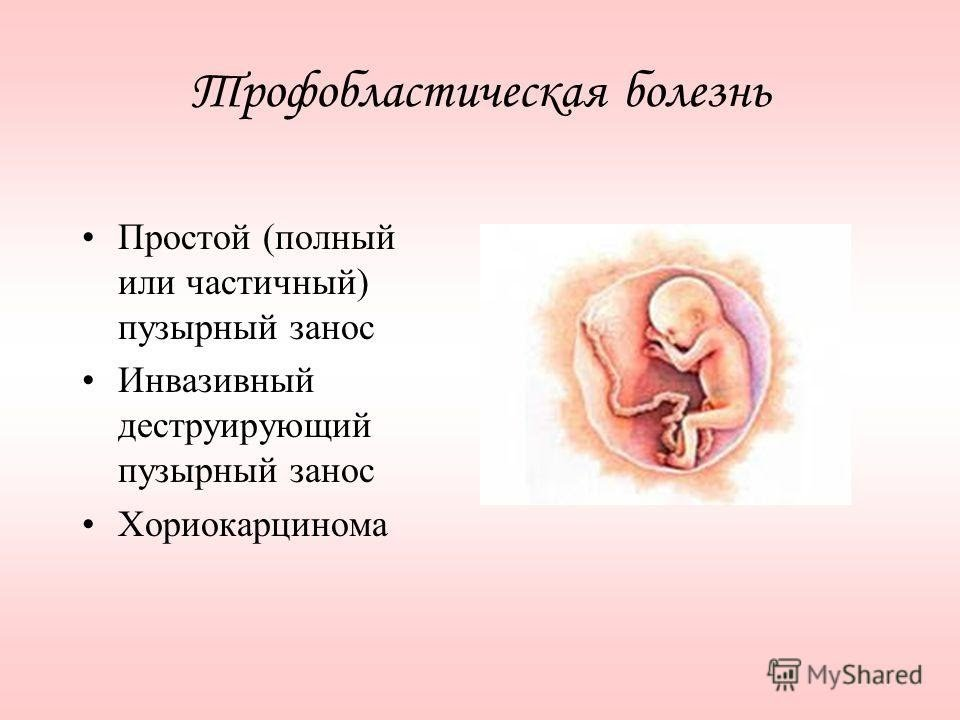 Трофобластическая болезнь
• Простой (полный
или частичный)
пузырный занос
• Инвазивный
деструирующий
пузырный занос
• Хориокарцинома
MyShared